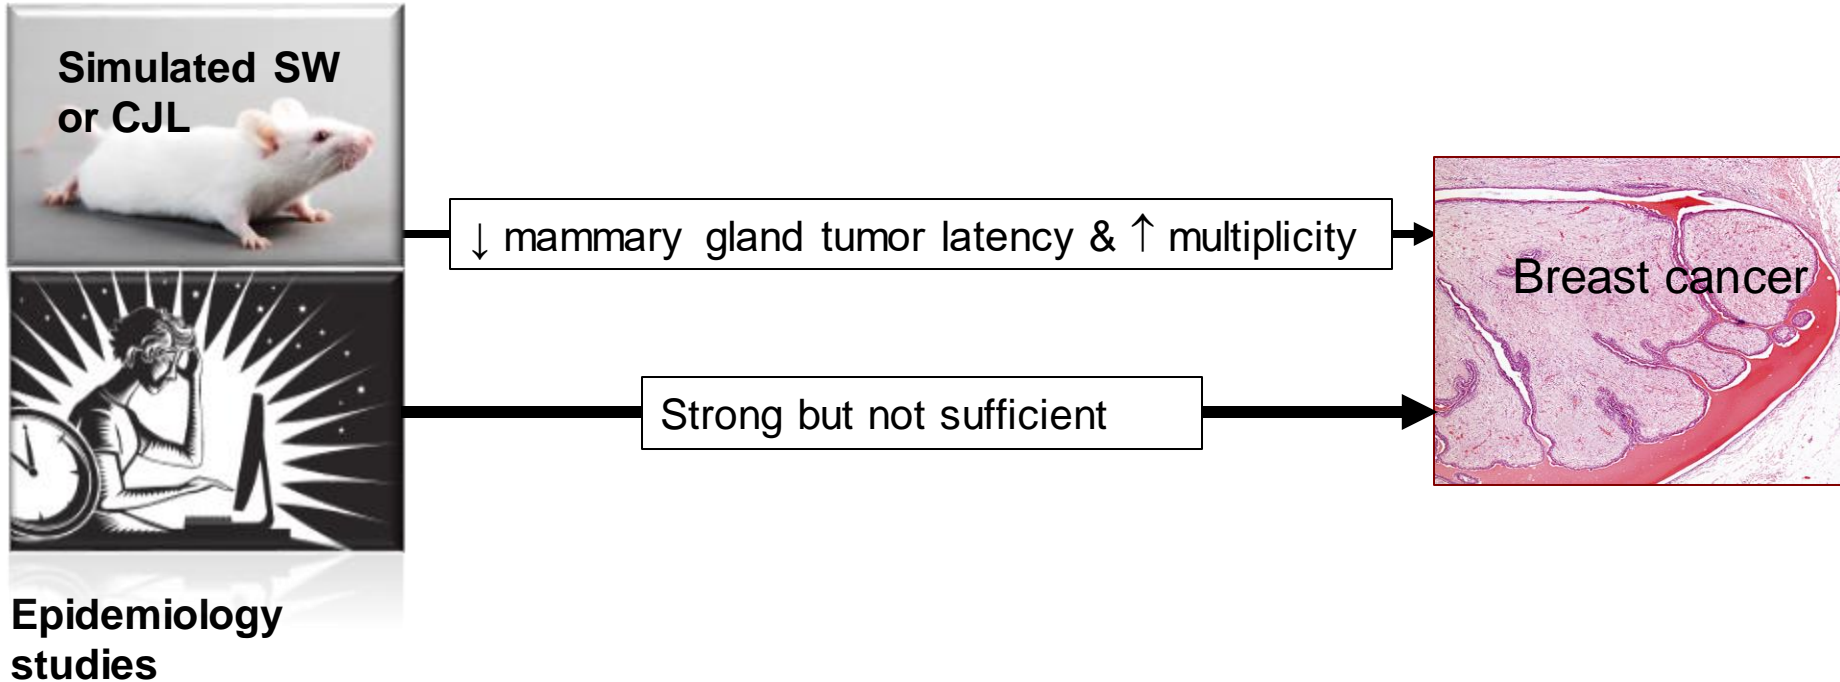 Simulated SW
or CJL
↓ mammary gland tumor latency & ↑ multiplicity
Breast cancer
Strong but not sufficient
Epidemiology
studies